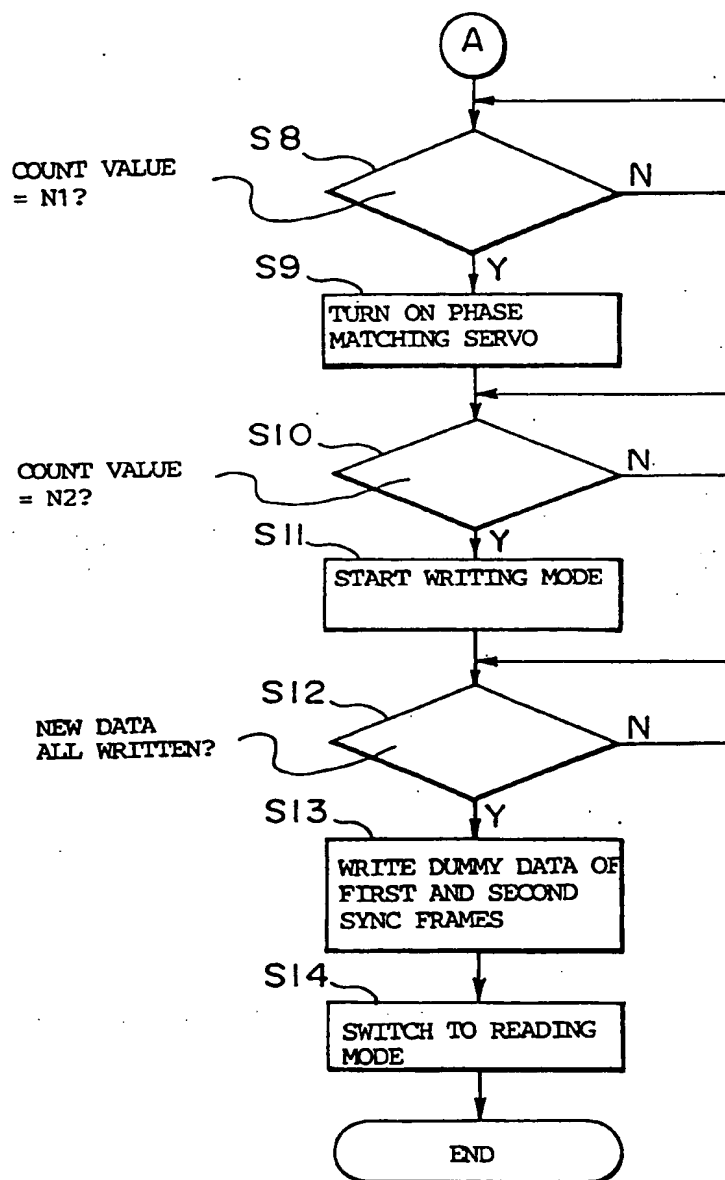 A
S8
COUNT VALUE
= N1?
N
Y
S9
TURN ON PHASE
MATCHING SERVO
S10
COUNT VALUE
= N2?
N
Y
S11
START WRITING MODE
S12
NEW DATA
ALL WRITTEN?
N
Y
S13
WRITE DUMMY DATA OF
FIRST AND SECOND
SYNC FRAMES
S14
SWITCH TO READING
MODE
END